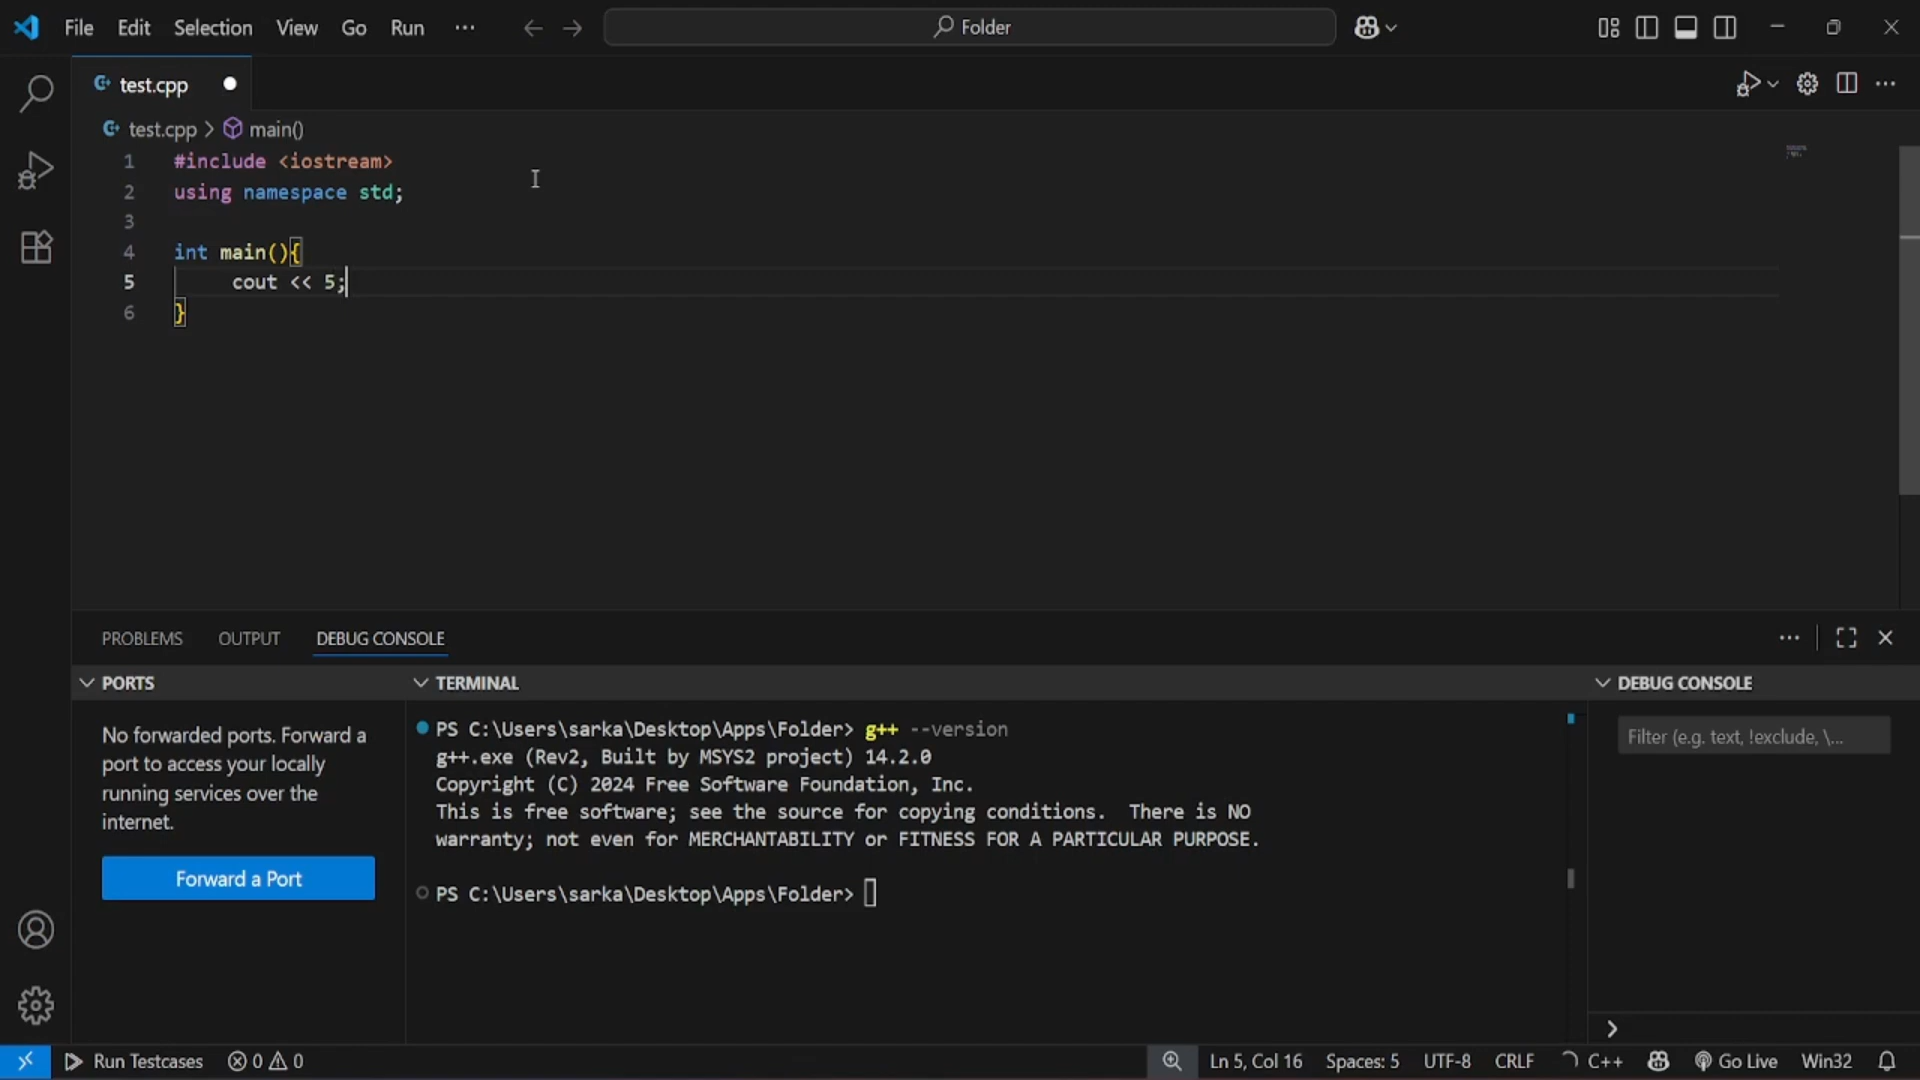 File Edit Selection View Go Run ···
Folder
test.cpp
test.cpp > main()
1 #include <iostream>
2 using namespace std;
3
4 int main(){
5 cout << 5;
6 }
PROBLEMS OUTPUT DEBUG CONSOLE
PORTS
No forwarded ports. Forward a
port to access your locally
running services over the
internet.
Forward a Port
TERMINAL
PS C:\Users\sarka\Desktop\Apps\Folder> g++ --version
g++.exe (Rev2, Built by MSYS2 project) 14.2.0
Copyright (C) 2024 Free Software Foundation, Inc.
This is free software; see the source for copying conditions. There is NO
warranty; not even for MERCHANTABILITY or FITNESS FOR A PARTICULAR PURPOSE.
PS C:\Users\sarka\Desktop\Apps\Folder>
DEBUG CONSOLE
Filter (e.g. text, !exclude, \...
Run Testcases 0 0 Ln 5, Col 16 Spaces: 5 UTF-8 CRLF C++ Go Live Win32